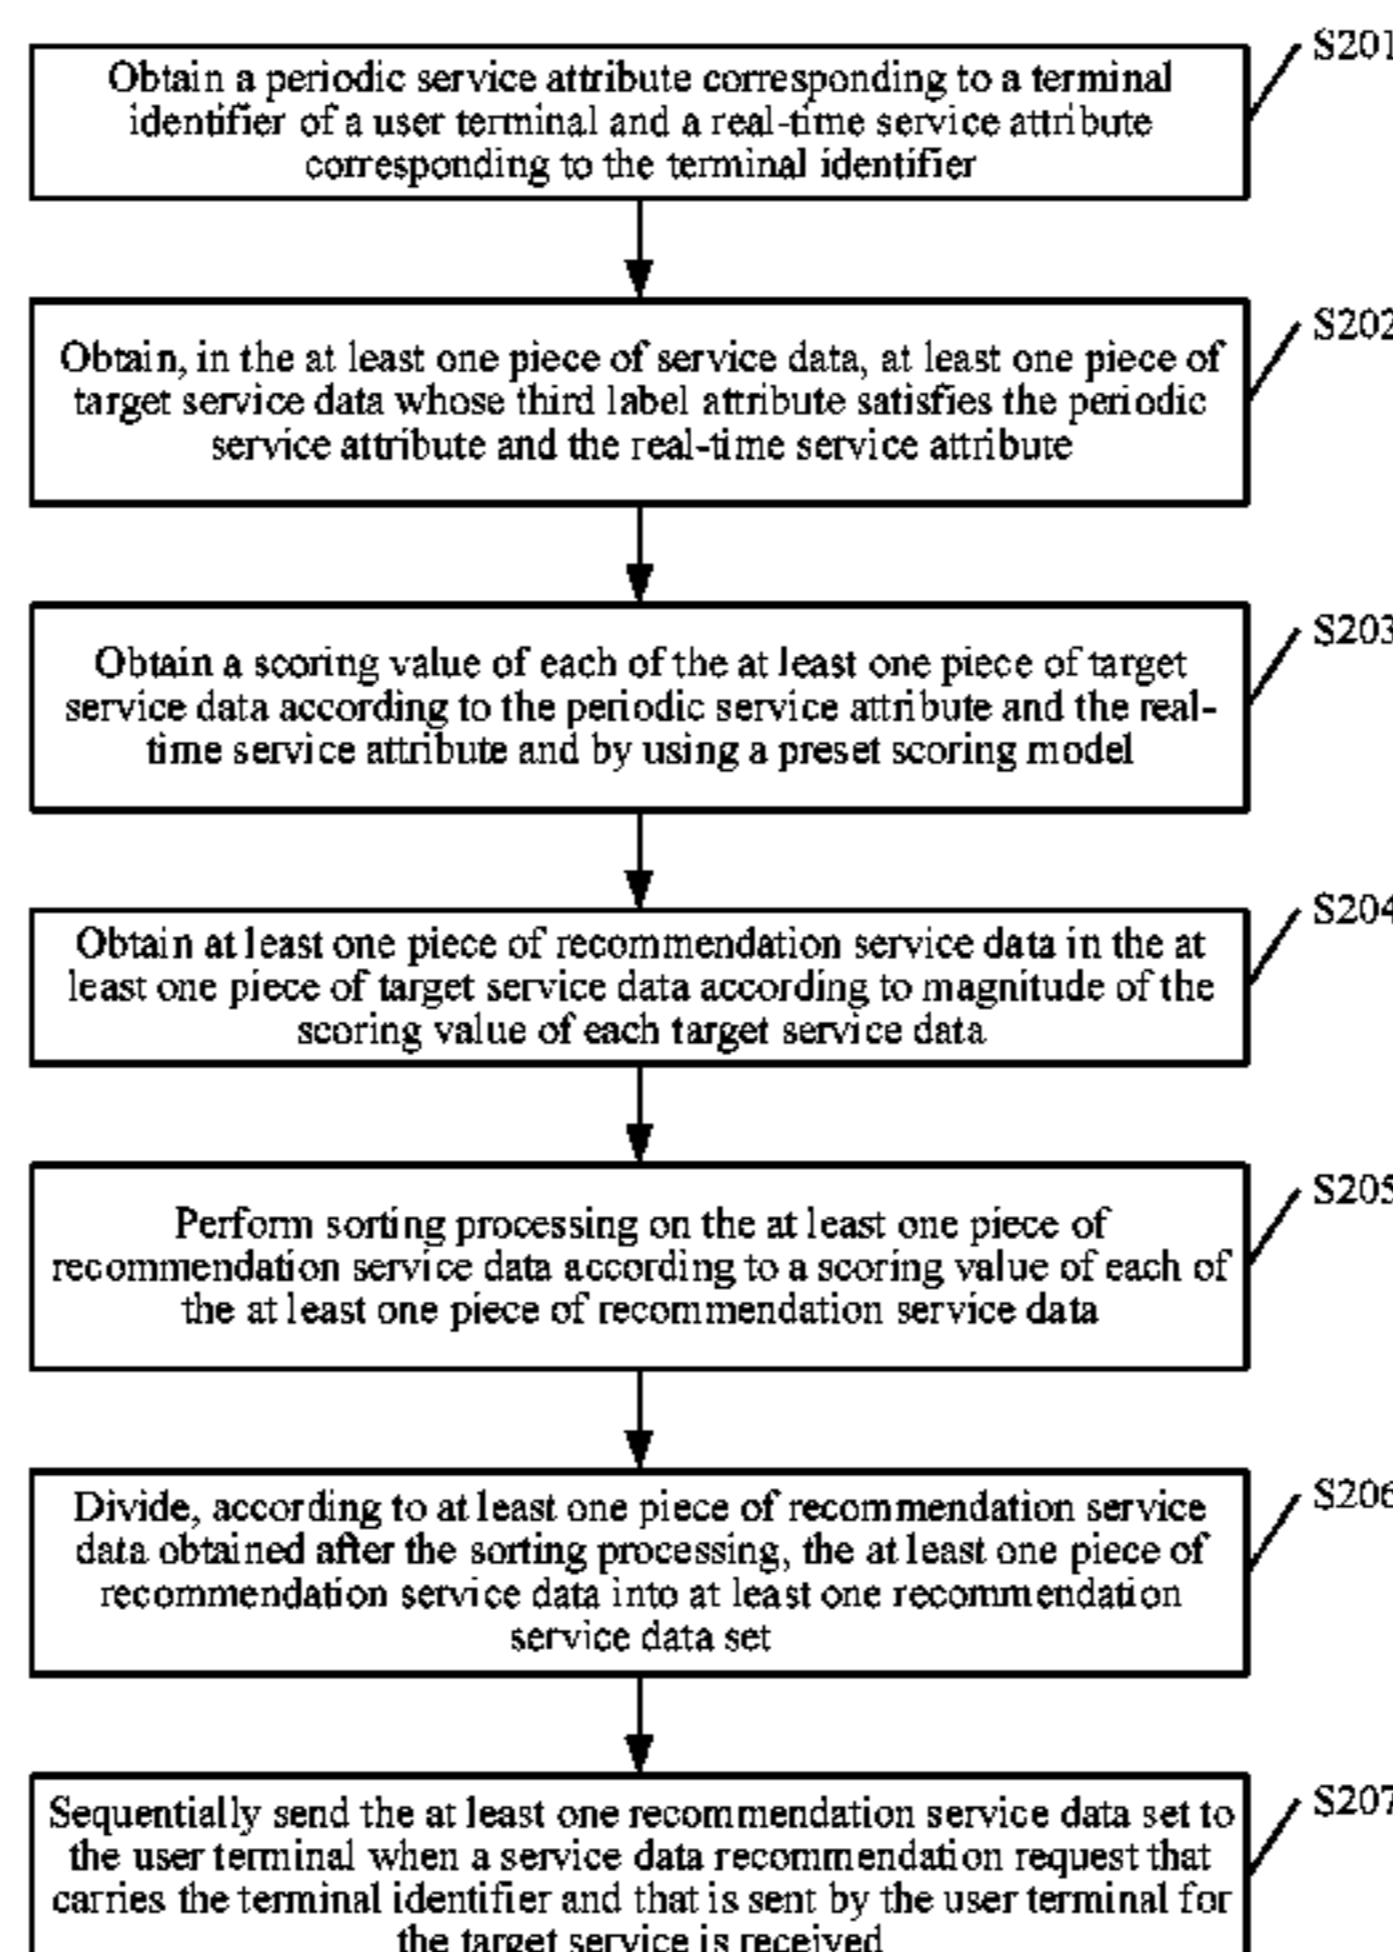 S201
Obtain a periodic service attribute corresponding to a terminal
identifier of a user terminal and a real-time service attribute
corresponding to the terminal identifier
S202
Obtain, in the at least one piece of service data, at least one piece of
target service data whose third label attribute satisfies the periodic
service attribute and the real-time service attribute
S203
Obtain a scoring value of each of the at least one piece of target
service data according to the periodic service attribute and the real-
time service attribute and by using a preset scoring model
S204
Obtain at least one piece of recommendation service data in the at
least one piece of target service data according to magnitude of the
scoring value of each target service data
S205
Perform sorting processing on the at least one piece of
recommendation service data according to a scoring value of each of
the at least one piece of recommendation service data
S206
Divide, according to at least one piece of recommendation service
data obtained after the sorting processing, the at least one piece of
recommendation service data into at least one recommendation
service data set
S207
Sequentially send the at least one recommendation service data set to
the user terminal when a service data recommendation request that
carries the terminal identifier and that is sent by the user terminal for
the target service is received